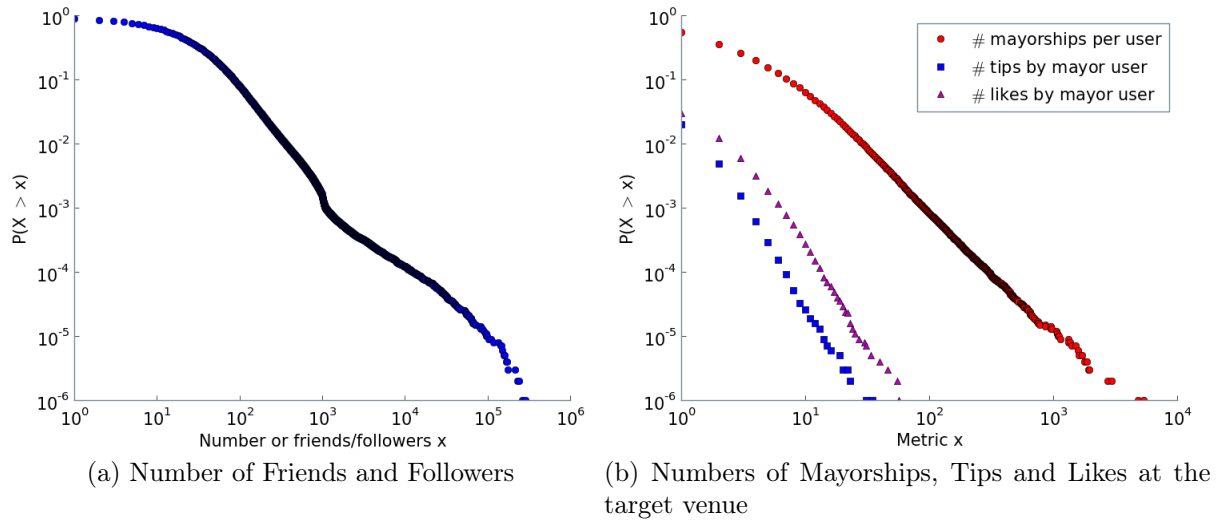 10^0
10^-1
10^-2
10^-3
10^-4
10^-5
10^-6
P(X > x)
10^0 10^1 10^2 10^3 10^4 10^5 10^6
Number or friends/followers x
(a) Number of Friends and Followers
10^0
10^-1
10^-2
10^-3
10^-4
10^-5
10^-6
P(X > x)
# mayorships per user
# tips by mayor user
# likes by mayor user
10^0 10^1 10^2 10^3 10^4
Metric x
(b) Numbers of Mayorships, Tips and Likes at the
target venue